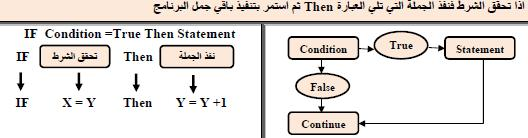 اذا تحقق الشرط فنفذ الجملة التي تلي العبارة Then ثم استمر بتنفيذ باقي جمل البرنامج
IF Condition =True Then Statement
IF تحقق الشرط Then نفذ الجملة
IF X = Y Then Y = Y +1
Condition True Statement
False
Continue